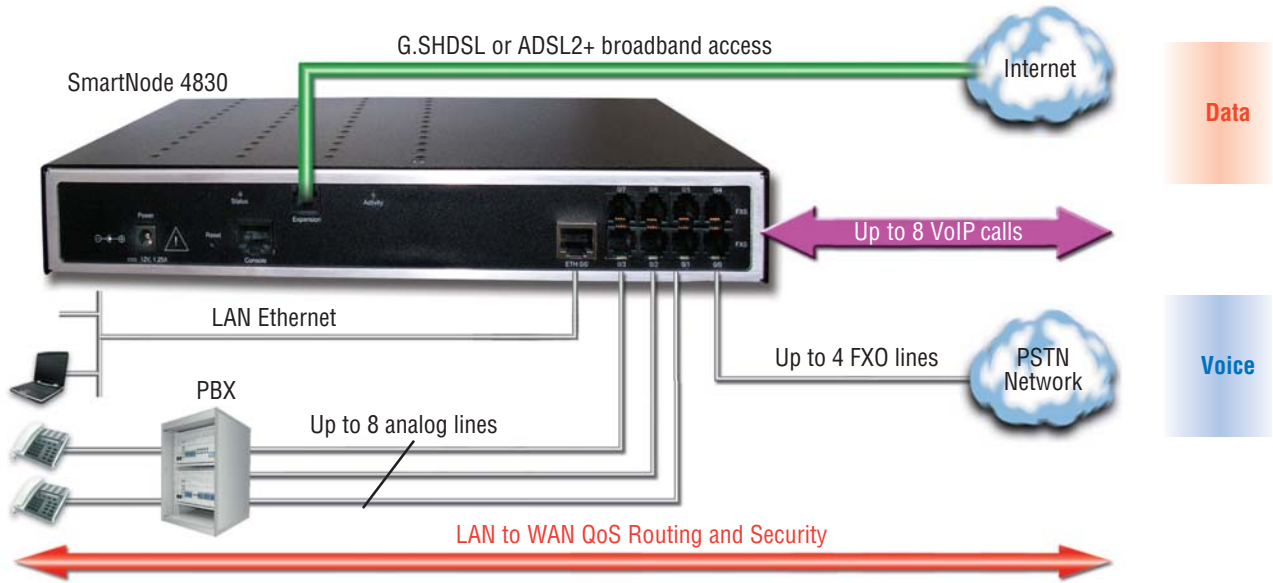 G.SHDSL or ADSL2+ broadband access
SmartNode 4830
Internet
Data
Status
Expansion
Activity
Power
Reset
12V, 1.25A
Console
ETH 0/0
0/7 0/6 0/5 0/4
FXS
FXO
0/3 0/2 0/1 0/0
Up to 8 VoIP calls
LAN Ethernet
Up to 4 FXO lines
PSTN
Network
Voice
PBX
Up to 8 analog lines
LAN to WAN QoS Routing and Security